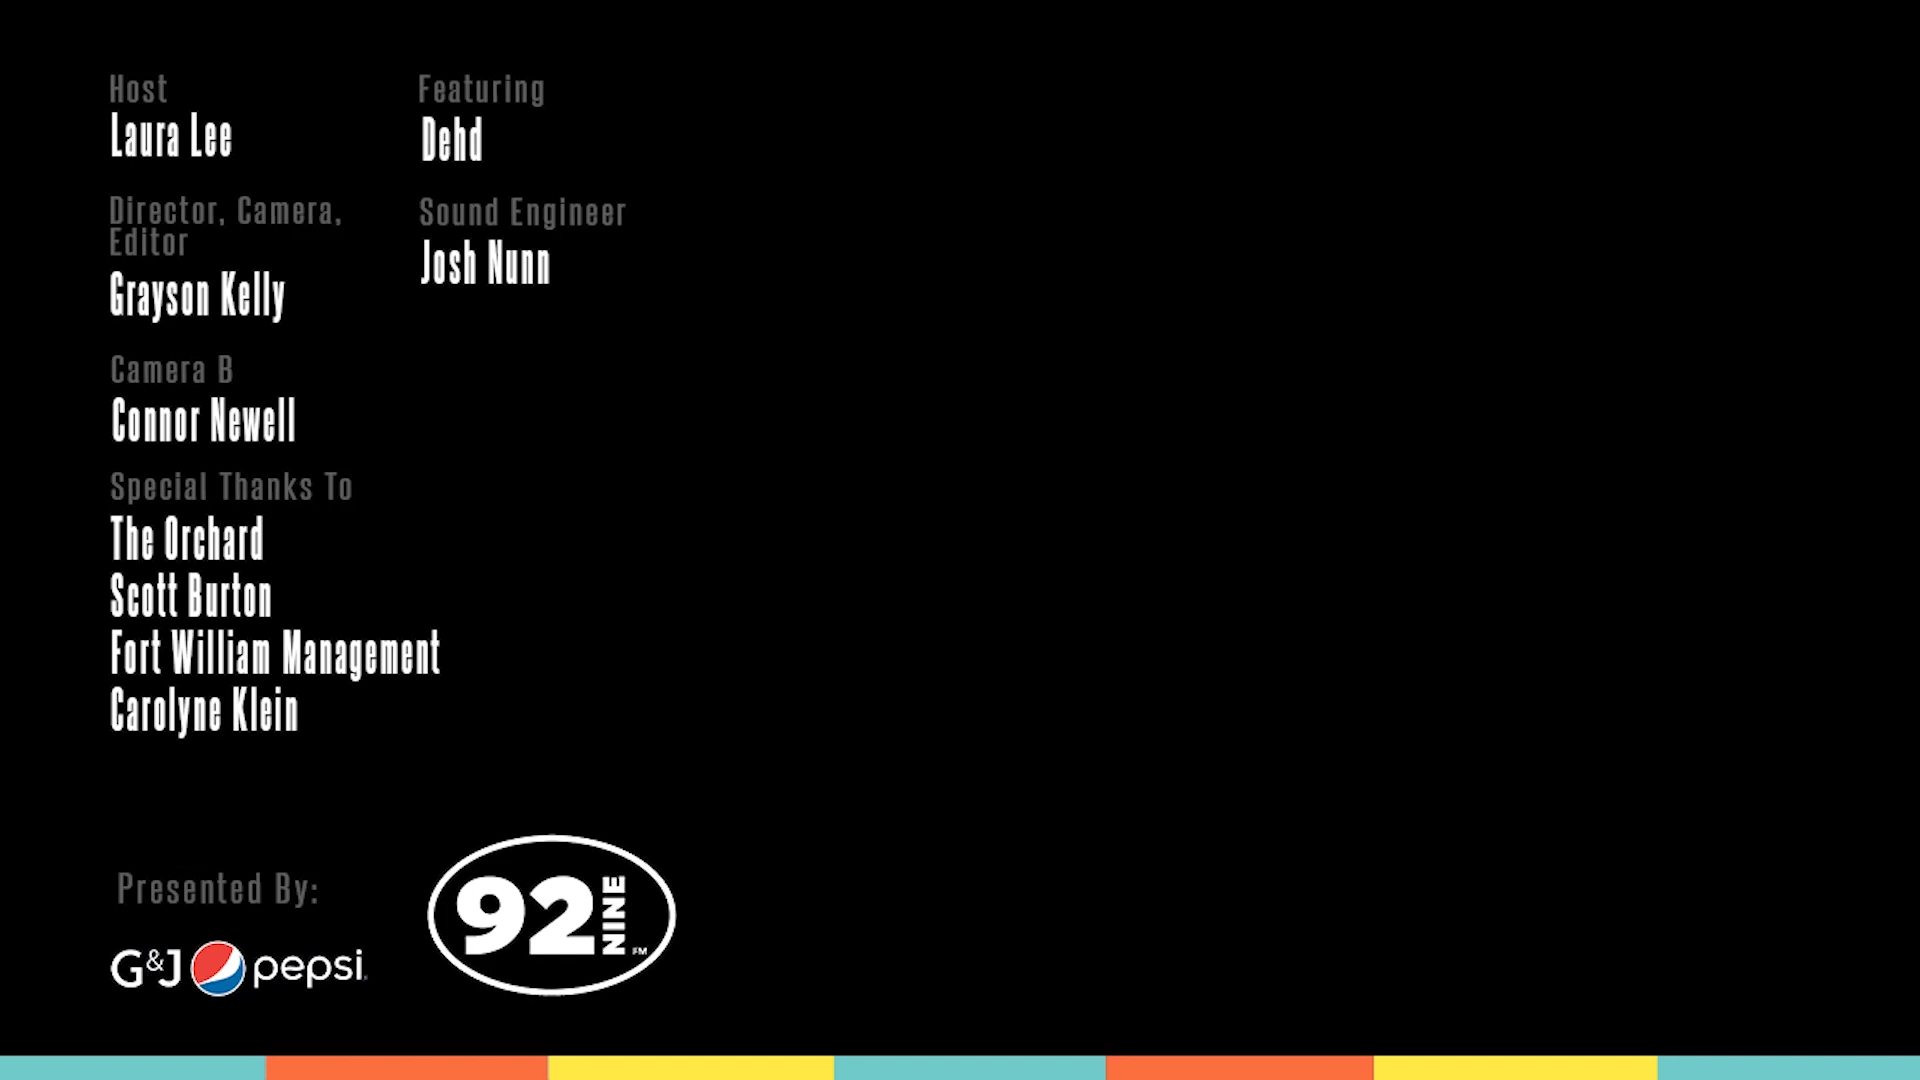 Host
Laura Lee
Director, Camera,
Editor
Grayson Kelly
Camera B
Connor Newell
Special Thanks To
The Orchard
Scott Burton
Fort William Management
Carolyne Klein
Featuring
Dehd
Sound Engineer
Josh Nunn
Presented By:
G&J pepsi
92 NINE FM